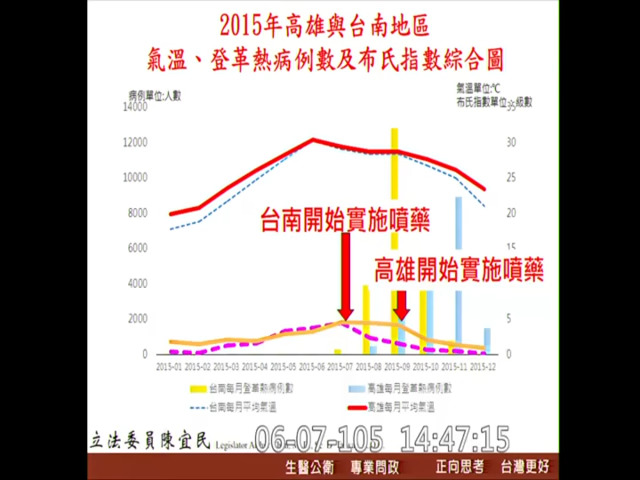 2015年高雄與台南地區
氣溫、登革熱病例數及布氏指數綜合圖
病例單位:人數
氣溫單位:℃
布氏指數單位:級數
14000
12000
10000
8000
6000
4000
2000
0
35
30
25
20
15
5
0
台南開始實施噴藥
高雄開始實施噴藥
2015-01 2015-02 2015-03 2015-04 2015-05 2015-06 2015-07 2015-08 2015-09 2015-10 2015-11 2015-12
台南每月登革熱病例數
高雄每月登革熱病例數
台南每月平均氣溫
高雄每月平均氣溫
立法委員陳宜民
Legislator
06-07-105 14:47:15
生醫公衛 專業問政 正向思考 台灣更好